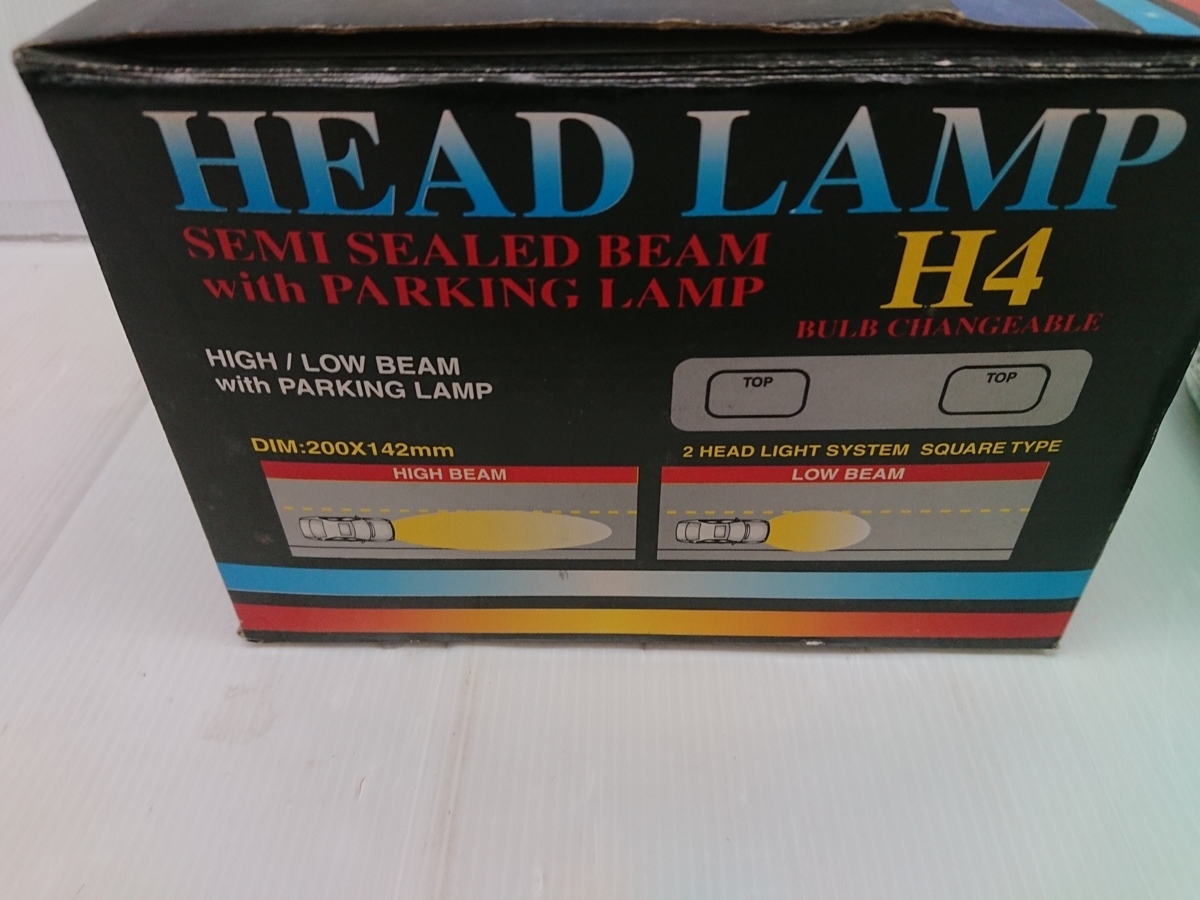 HEAD LAMP
SEMI SEALED BEAM
with PARKING LAMP
H4
BULB CHANGEABLE
HIGH / LOW BEAM
with PARKING LAMP
TOP
TOP
DIM:200X142mm
2 HEAD LIGHT SYSTEM SQUARE TYPE
HIGH BEAM
LOW BEAM